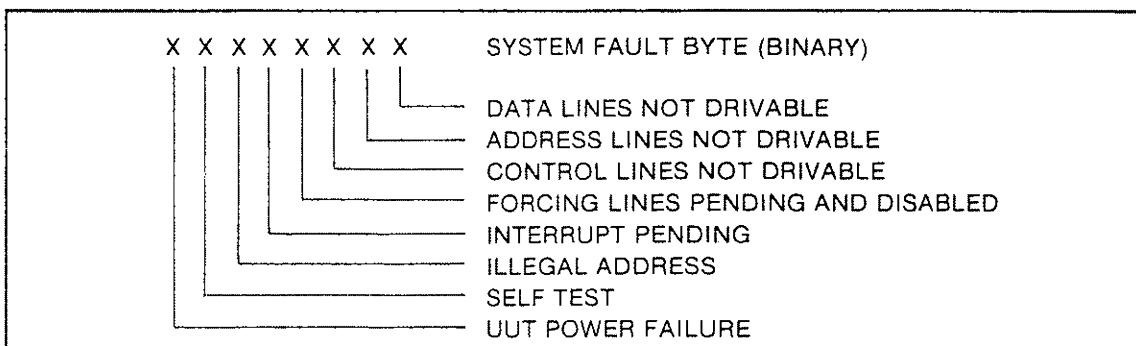 X X X X X X X X SYSTEM FAULT BYTE (BINARY)
DATA LINES NOT DRIVABLE
ADDRESS LINES NOT DRIVABLE
CONTROL LINES NOT DRIVABLE
FORCING LINES PENDING AND DISABLED
INTERRUPT PENDING
ILLEGAL ADDRESS
SELF TEST
UUT POWER FAILURE